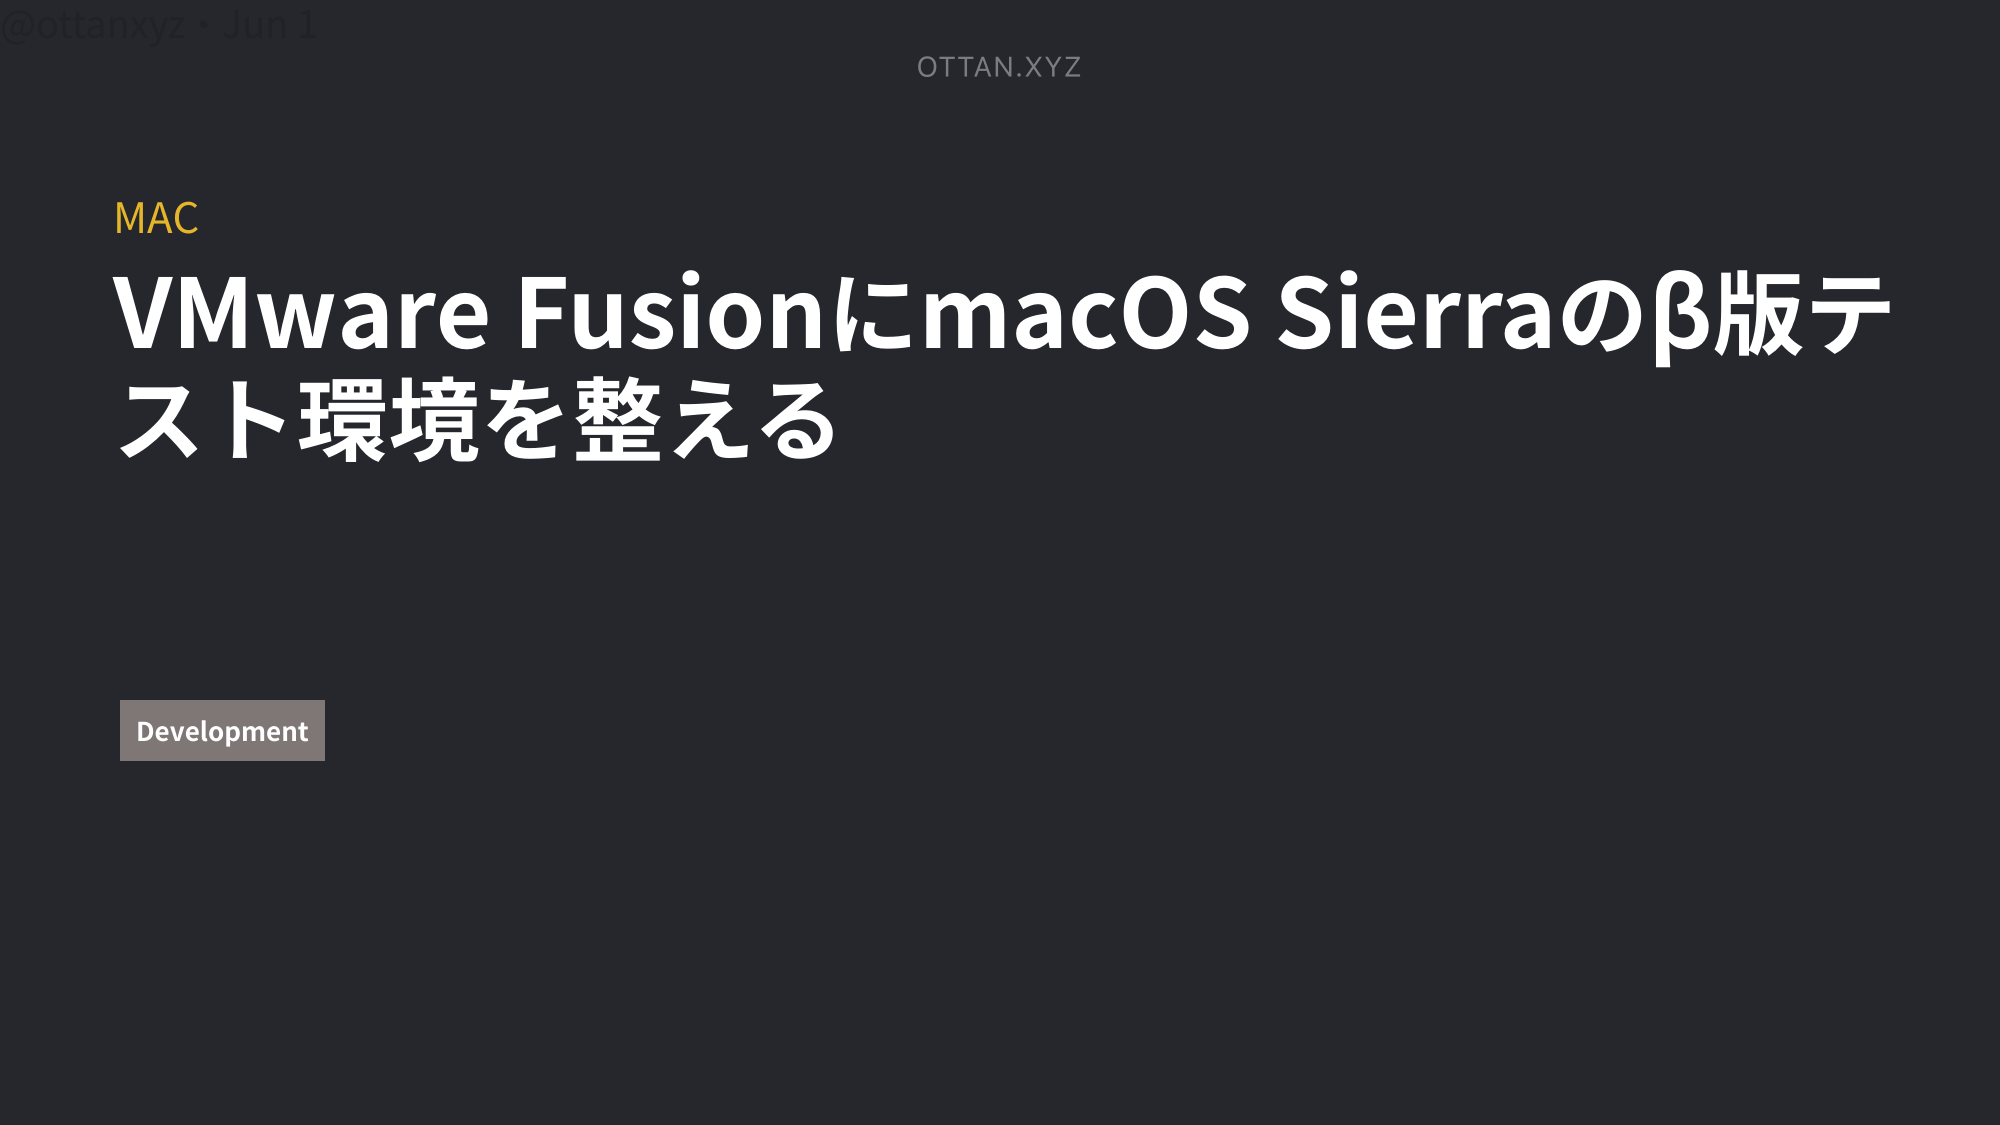 @ottanxyz・Jun 1
OTTAN.XYZ
MAC
VMware FusionにmacOS Sierraのβ版テ
スト環境を整える
Development